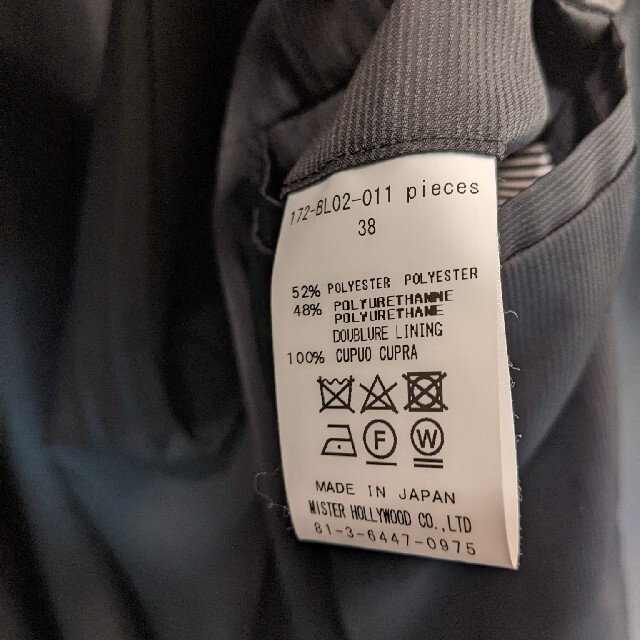 172-BL02-011 pieces
38
52% POLYESTER POLYESTER
48% POLYURETHANNE
POLYURETHANE
DOUBLURE LINING
100% CUPUO CUPRA
F W
MADE IN JAPAN
MISTER HOLLYWOOD CO.,LTD
81-3-6447-0975